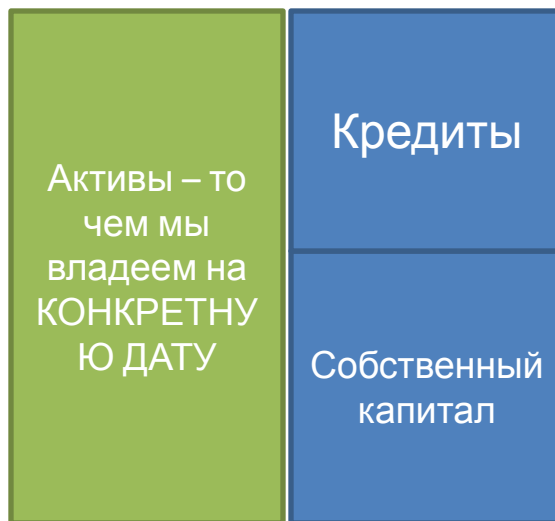 Активы – то
чем мы
владеем на
КОНКРЕТНУ
Ю ДАТУ
Кредиты
Собственный
капитал